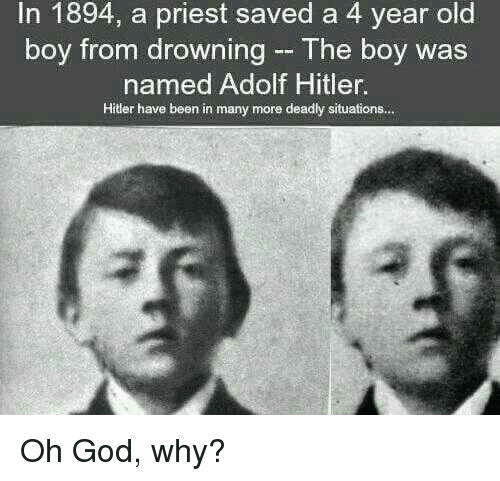 In 1894, a priest saved a 4 year old
boy from drowning -- The boy was
named Adolf Hitler.
Hitler have been in many more deadly situations...
Oh God, why?